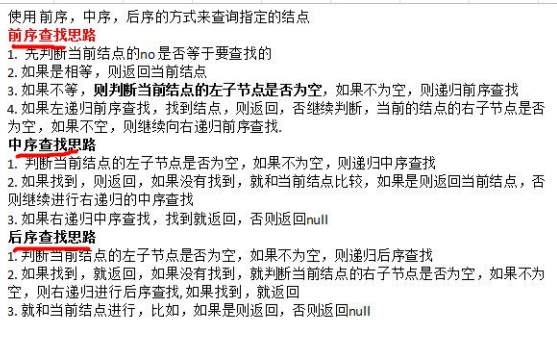 使用 前序，中序，后序的方式来查询指定的结点
前序查找思路
1. 先判断当前结点的no 是否等于要查找的
2. 如果是相等，则返回当前结点
3. 如果不等，则判断当前结点的左子节点是否为空，如果不为空，则递归前序查找
4. 如果左递归前序查找，找到结点，则返回，否继续判断，当前的结点的右子节点是否
为空，如果不空，则继续向右递归前序查找.
中序查找思路
1. 判断当前结点的左子节点是否为空，如果不为空，则递归中序查找
2. 如果找到，则返回，如果没有找到，就和当前结点比较，如果是则返回当前结点，否
则继续进行右递归的中序查找
3. 如果右递归中序查找，找到就返回，否则返回null
后序查找思路
1. 判断当前结点的左子节点是否为空，如果不为空，则递归后序查找
2. 如果找到，就返回，如果没有找到，就判断当前结点的右子节点是否为空，如果不为
空，则右递归进行后序查找, 如果找到，就返回
3. 就和当前结点进行，比如，如果是则返回，否则返回null